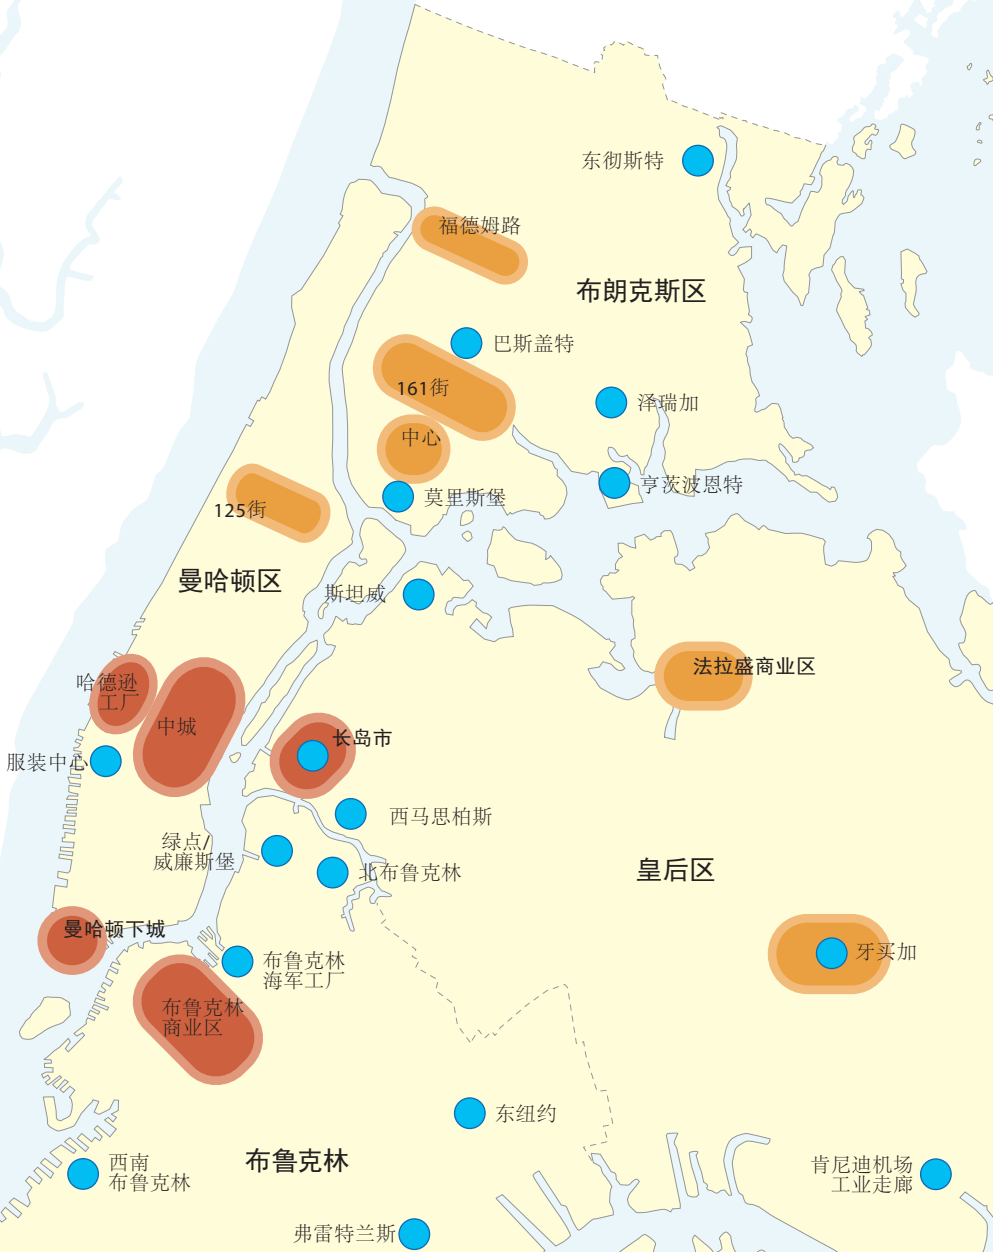 东彻斯特
福德姆路
布朗克斯区
巴斯盖特
161街
泽瑞加
中心
亨茨波恩特
莫里斯堡
125街
曼哈顿区
斯坦威
法拉盛商业区
哈德逊
工厂
中城
长岛市
服装中心
西马思柏斯
绿点/
威廉斯堡
北布鲁克林
皇后区
曼哈顿下城
牙买加
布鲁克林
海军工厂
布鲁克林
商业区
东纽约
布鲁克林
西南
布鲁克林
肯尼迪机场
工业走廊
弗雷特兰斯